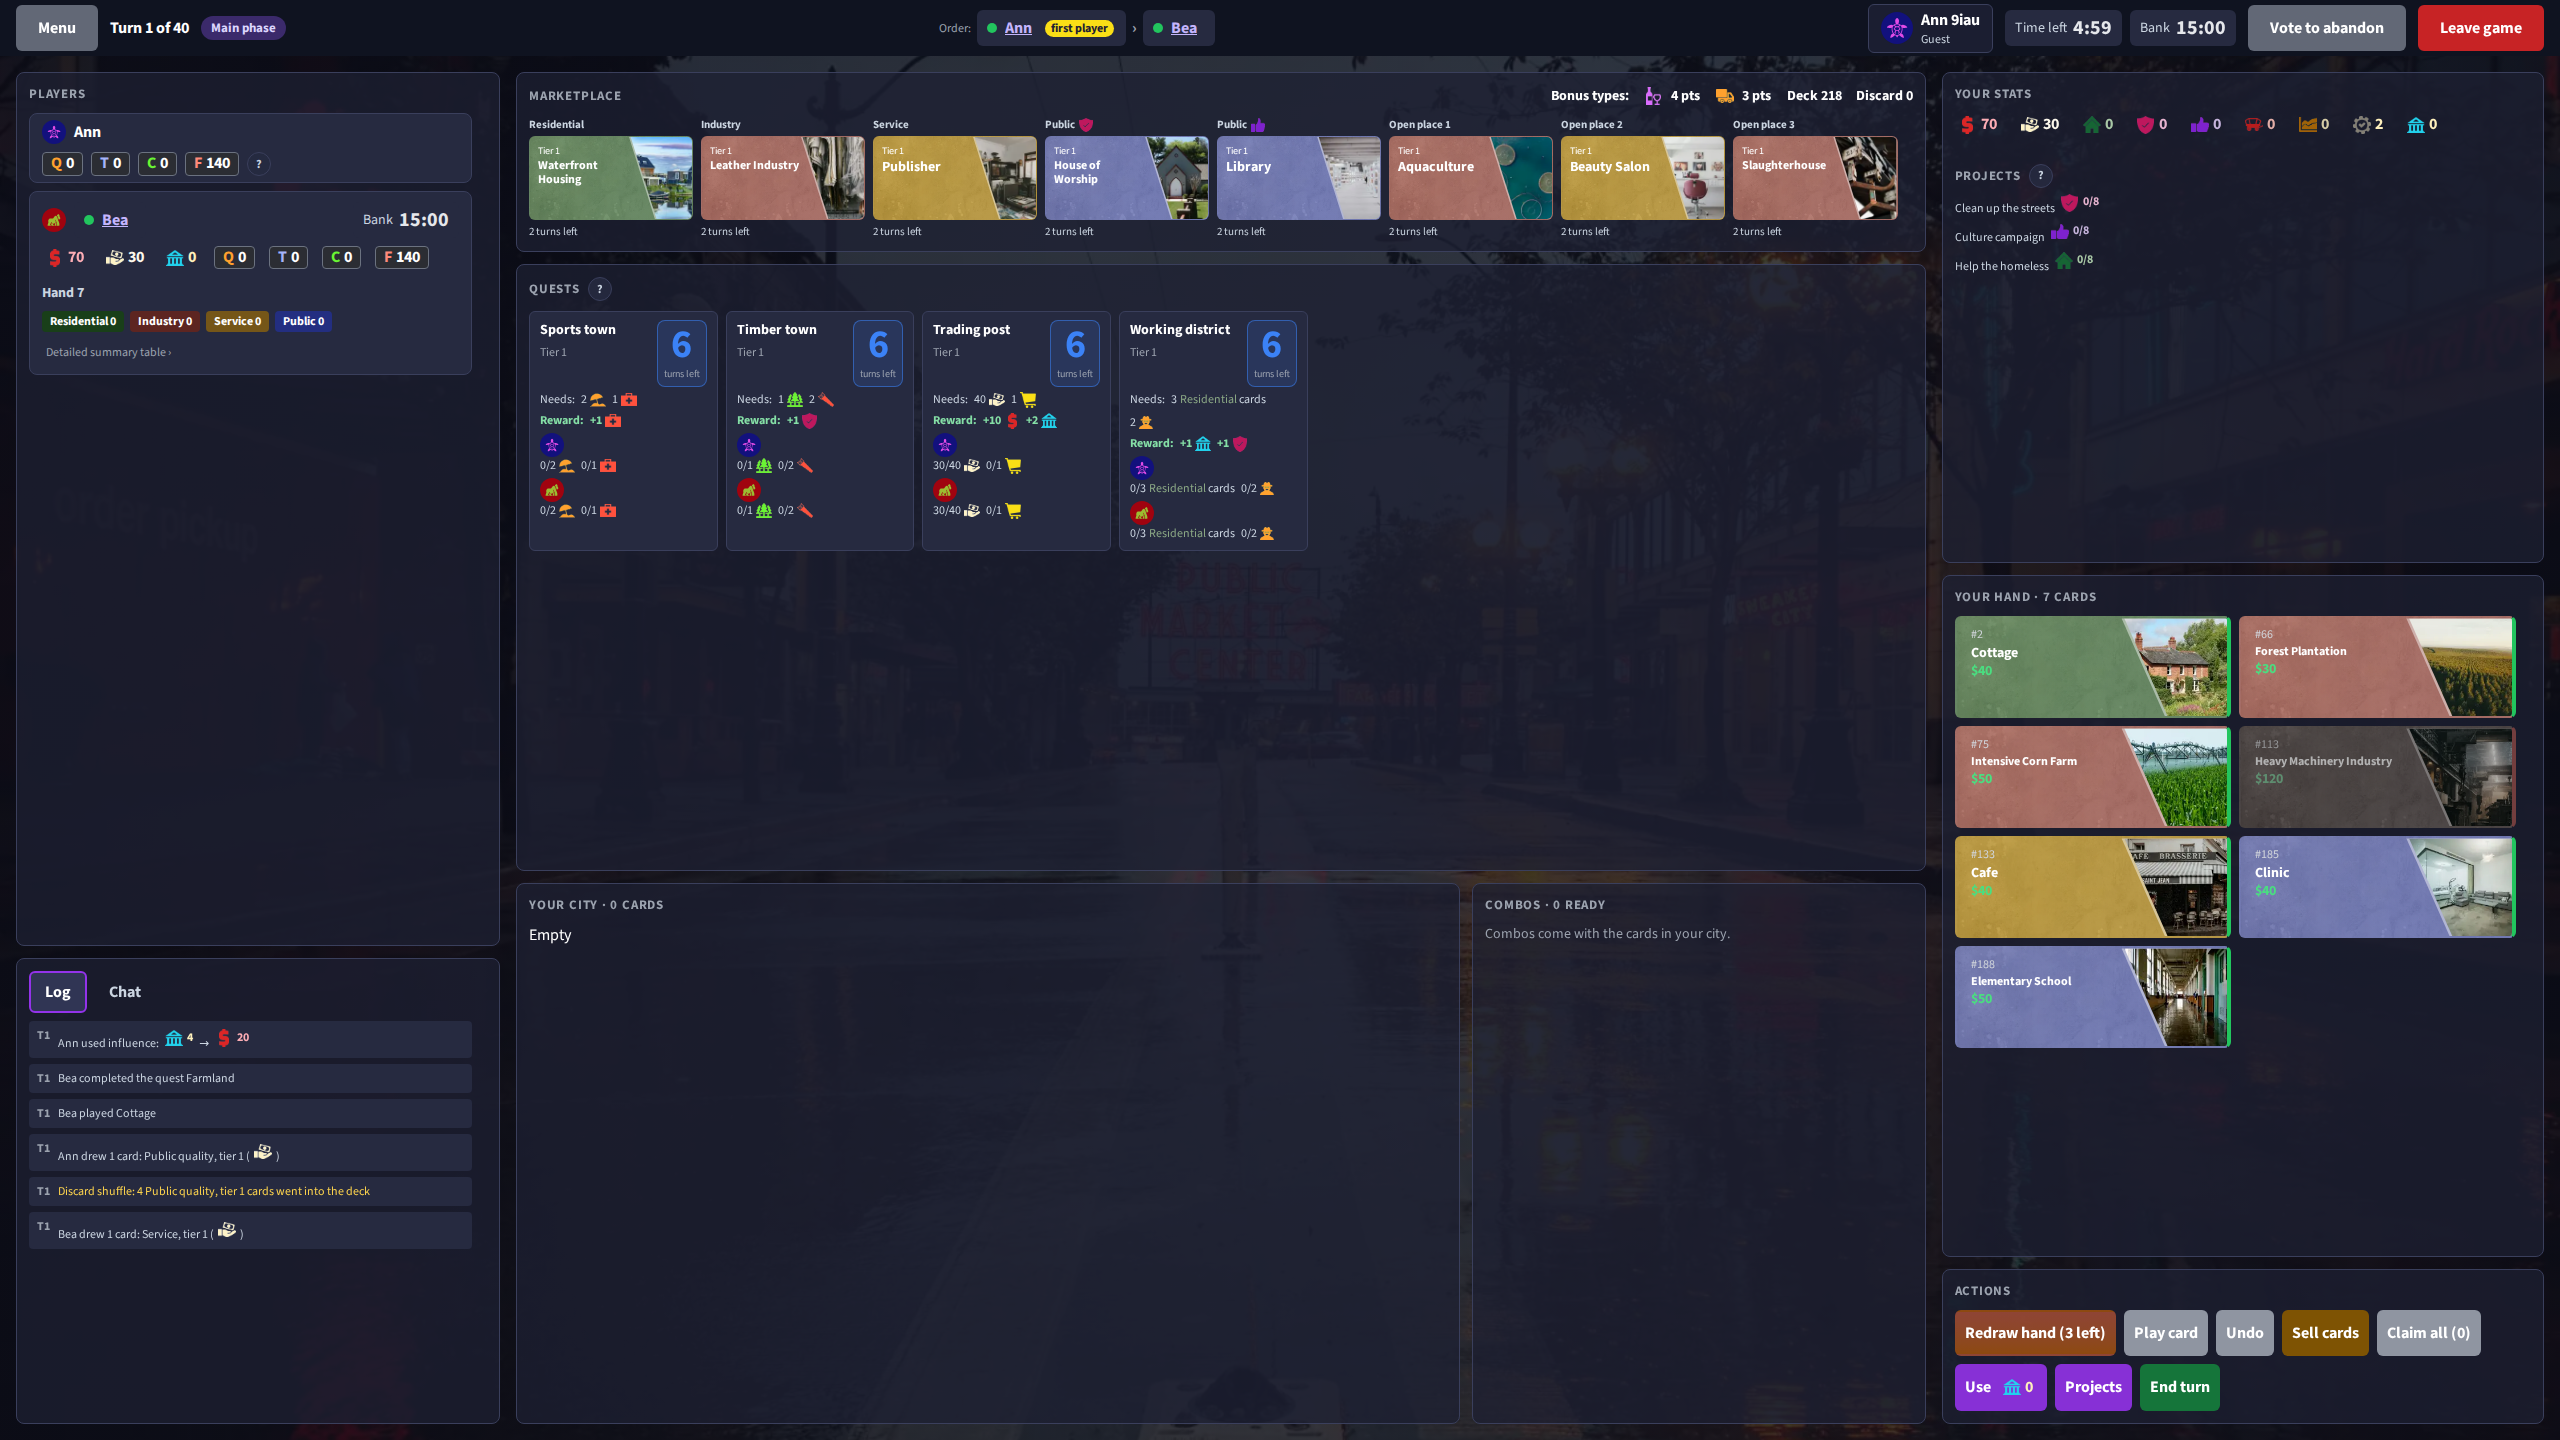 Menu
Turn 1 of 40
Main phase
Order:
Ann first player
›
Bea
Ann 9iau
Guest
Time left 4:59
Bank 15:00
Vote to abandon
Leave game
PLAYERS
Ann
Q 0 T 0 C 0 F 140 ?
Bea
Bank 15:00
70 30 0 Q 0 T 0 C 0 F 140
Hand 7
Residential 0 Industry 0 Service 0 Public 0
Detailed summary table ›
MARKETPLACE
Bonus types: 4 pts 3 pts Deck 218 Discard 0
Residential
Tier 1
Waterfront
Housing
2 turns left
Industry
Tier 1
Leather Industry
2 turns left
Service
Tier 1
Publisher
2 turns left
Public
Tier 1
House of
Worship
2 turns left
Public
Tier 1
Library
2 turns left
Open place 1
Tier 1
Aquaculture
2 turns left
Open place 2
Tier 1
Beauty Salon
2 turns left
Open place 3
Tier 1
Slaughterhouse
2 turns left
QUESTS ?
Sports town
Tier 1
6
turns left
Needs: 2 1
Reward: +1
0/2 0/1
0/2 0/1
Timber town
Tier 1
6
turns left
Needs: 1 2
Reward: +1
0/1 0/2
0/1 0/2
Trading post
Tier 1
6
turns left
Needs: 40 1
Reward: +10 +2
30/40 0/1
30/40 0/1
Working district
Tier 1
6
turns left
Needs: 3 Residential cards
2
Reward: +1 +1
0/3 Residential cards 0/2
0/3 Residential cards 0/2
YOUR STATS
70 30 0 0 0 0 0 2 0
PROJECTS ?
Clean up the streets 0/8
Culture campaign 0/8
Help the homeless 0/8
YOUR HAND · 7 CARDS
#2
Cottage
$40
#66
Forest Plantation
$30
#75
Intensive Corn Farm
$50
#113
Heavy Machinery Industry
$120
#133
Cafe
$40
#185
Clinic
$40
#188
Elementary School
$50
YOUR CITY · 0 CARDS
Empty
COMBOS · 0 READY
Combos come with the cards in your city.
Log
Chat
T1 Ann used influence: 4 → 20
T1 Bea completed the quest Farmland
T1 Bea played Cottage
T1 Ann drew 1 card: Public quality, tier 1 ( )
T1 Discard shuffle: 4 Public quality, tier 1 cards went into the deck
T1 Bea drew 1 card: Service, tier 1 ( )
ACTIONS
Redraw hand (3 left) Play card Undo Sell cards Claim all (0)
Use 0 Projects End turn
PUBLIC
MARKET
CENTER